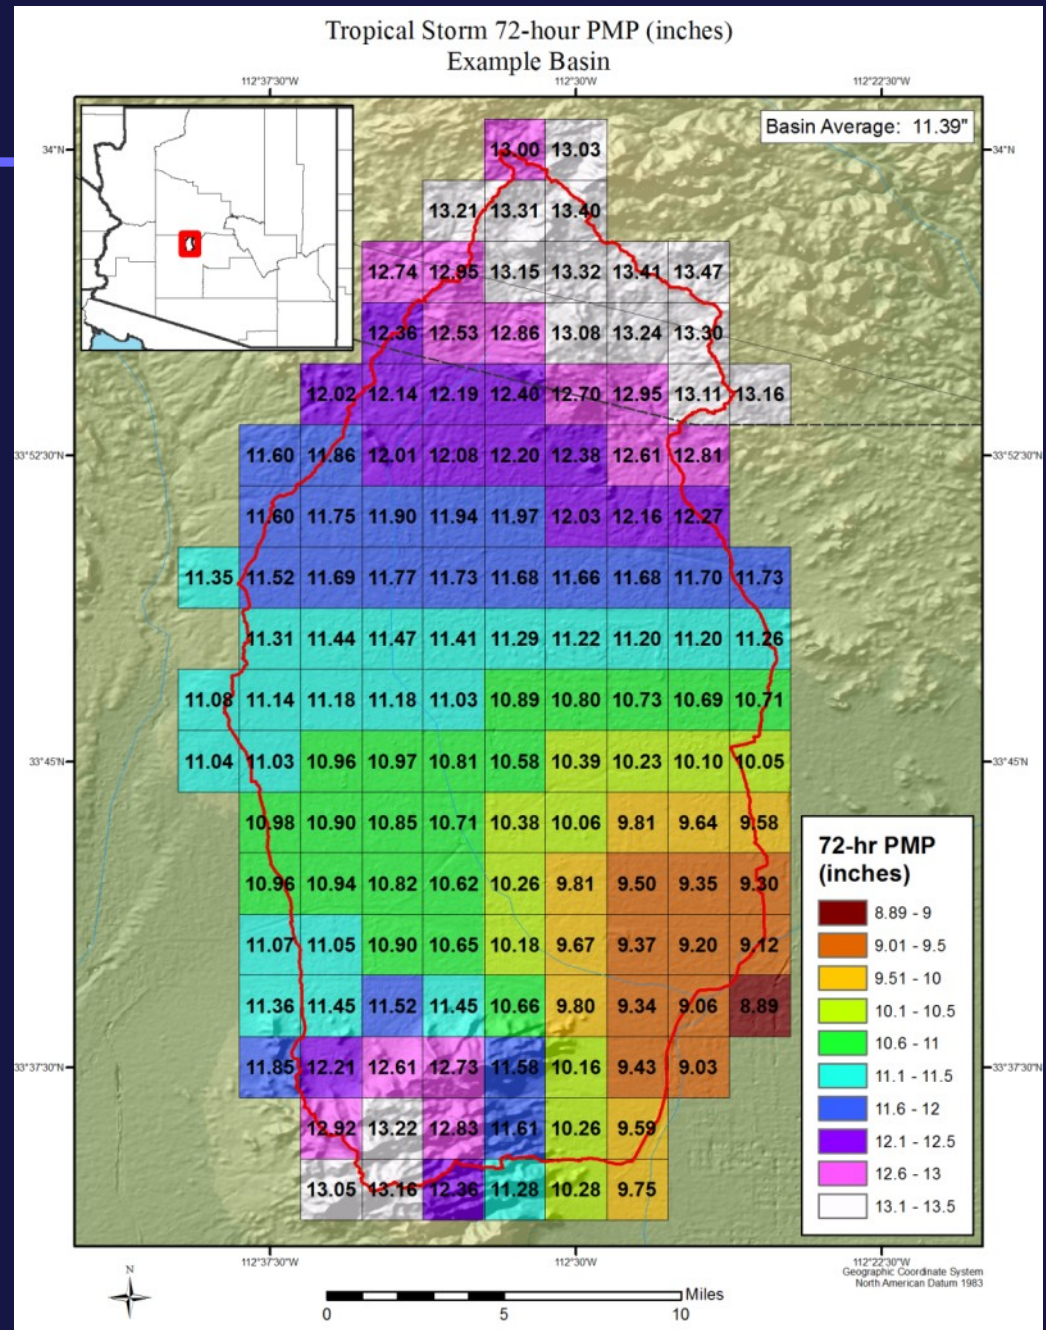 Tropical Storm 72-hour PMP (inches)
Example Basin
112°37'30"W 112°30'W 112°22'30"W
Basin Average: 11.39"
34°N
13.00 13.03
13.21 13.31 13.40
12.74 12.95 13.15 13.32 13.41 13.47
12.36 12.53 12.86 13.08 13.24 13.30
12.02 12.14 12.19 12.40 12.70 12.95 13.11 13.16
33°52'30"N 11.60 11.86 12.01 12.08 12.20 12.38 12.61 12.81 33°52'30"N
11.60 11.75 11.90 11.94 11.97 12.03 12.16 12.27
11.35 11.52 11.69 11.77 11.73 11.68 11.66 11.68 11.70 11.73
11.31 11.44 11.47 11.41 11.29 11.22 11.20 11.20 11.26
11.08 11.14 11.18 11.18 11.03 10.89 10.80 10.73 10.69 10.71
33°45'N 11.04 11.03 10.96 10.97 10.81 10.58 10.39 10.23 10.10 10.05 33°45'N
10.98 10.90 10.85 10.71 10.38 10.06 9.81 9.64 9.58
10.96 10.94 10.82 10.62 10.26 9.81 9.50 9.35 9.30
11.07 11.05 10.90 10.65 10.18 9.67 9.37 9.20 9.12
11.36 11.45 11.52 11.45 10.66 9.80 9.34 9.06 8.89
33°37'30"N 11.85 12.21 12.61 12.73 11.58 10.16 9.43 9.03 33°37'30"N
12.92 13.22 12.83 11.61 10.26 9.59
13.05 13.16 12.36 11.28 10.28 9.75
34°N
72-hr PMP
(inches)
8.89 - 9
9.01 - 9.5
9.51 - 10
10.1 - 10.5
10.6 - 11
11.1 - 11.5
11.6 - 12
12.1 - 12.5
12.6 - 13
13.1 - 13.5
112°37'30"W 112°30'W 112°22'30"W
Geographic Coordinate System
North American Datum 1983
N
Miles
0 5 10